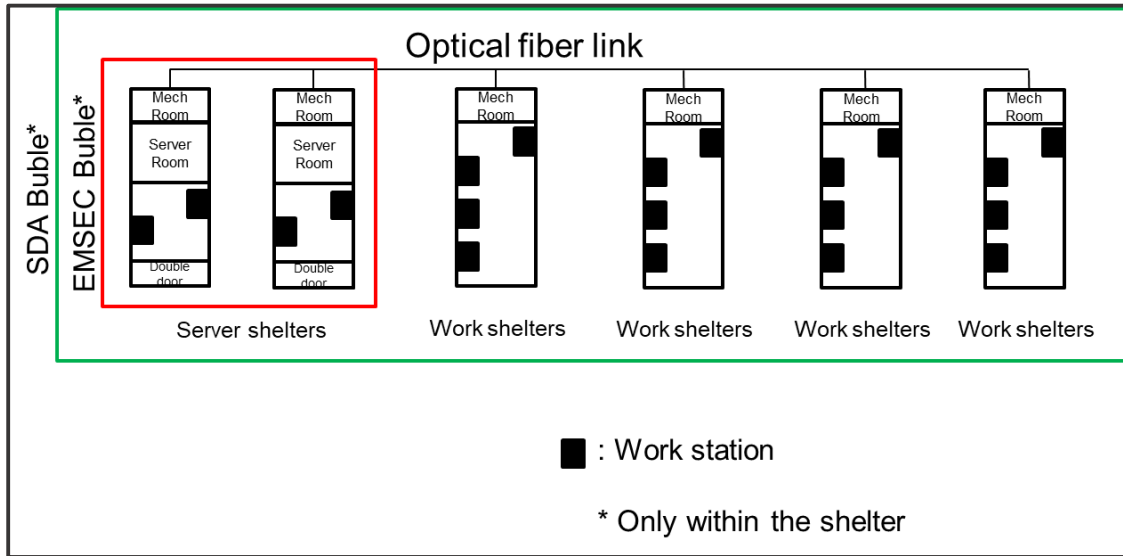 Optical fiber link
SDA Buble*
EMSEC Buble*
Mech
Room
Mech
Room
Mech
Room
Mech
Room
Mech
Room
Mech
Room
Server
Room
Server
Room
Double
door
Double
door
Server shelters
Work shelters
Work shelters
Work shelters
Work shelters
: Work station
* Only within the shelter